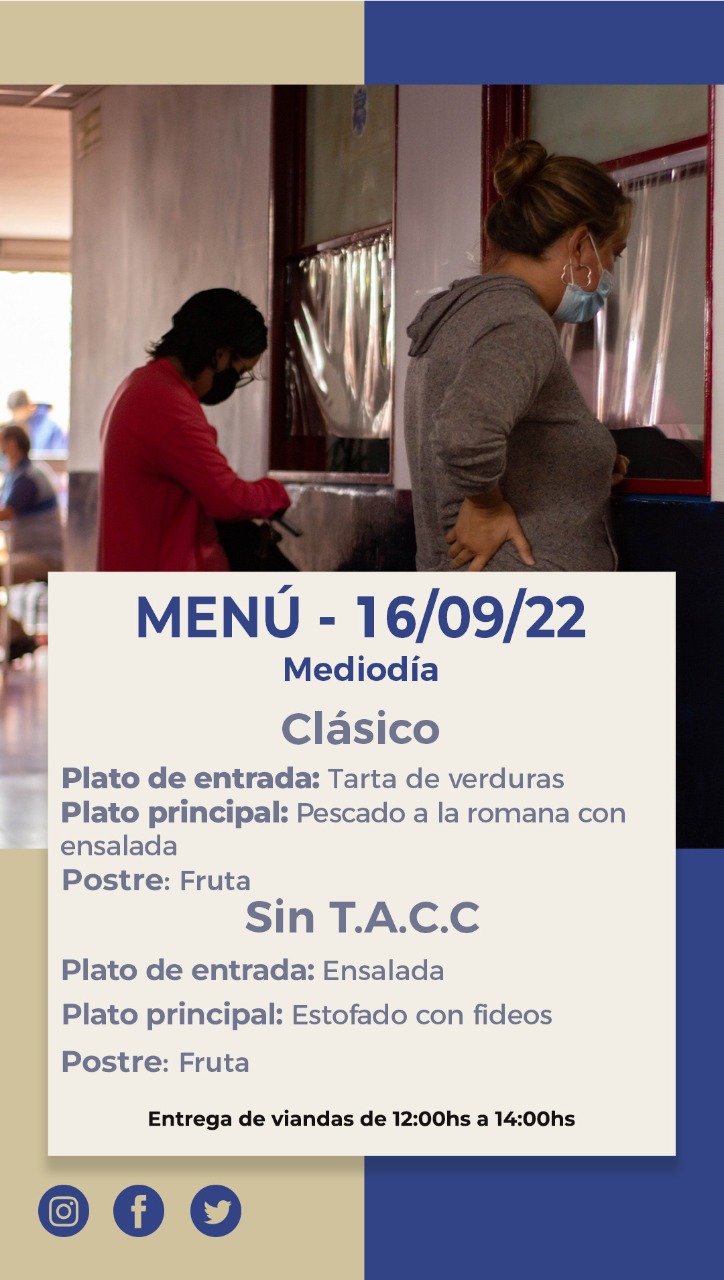 MENÚ - 16/09/22
Mediodía
Clásico
Plato de entrada: Tarta de verduras
Plato principal: Pescado a la romana con
ensalada
Postre: Fruta
Sin T.A.C.C
Plato de entrada: Ensalada
Plato principal: Estofado con fideos
Postre: Fruta
Entrega de viandas de 12:00hs a 14:00hs